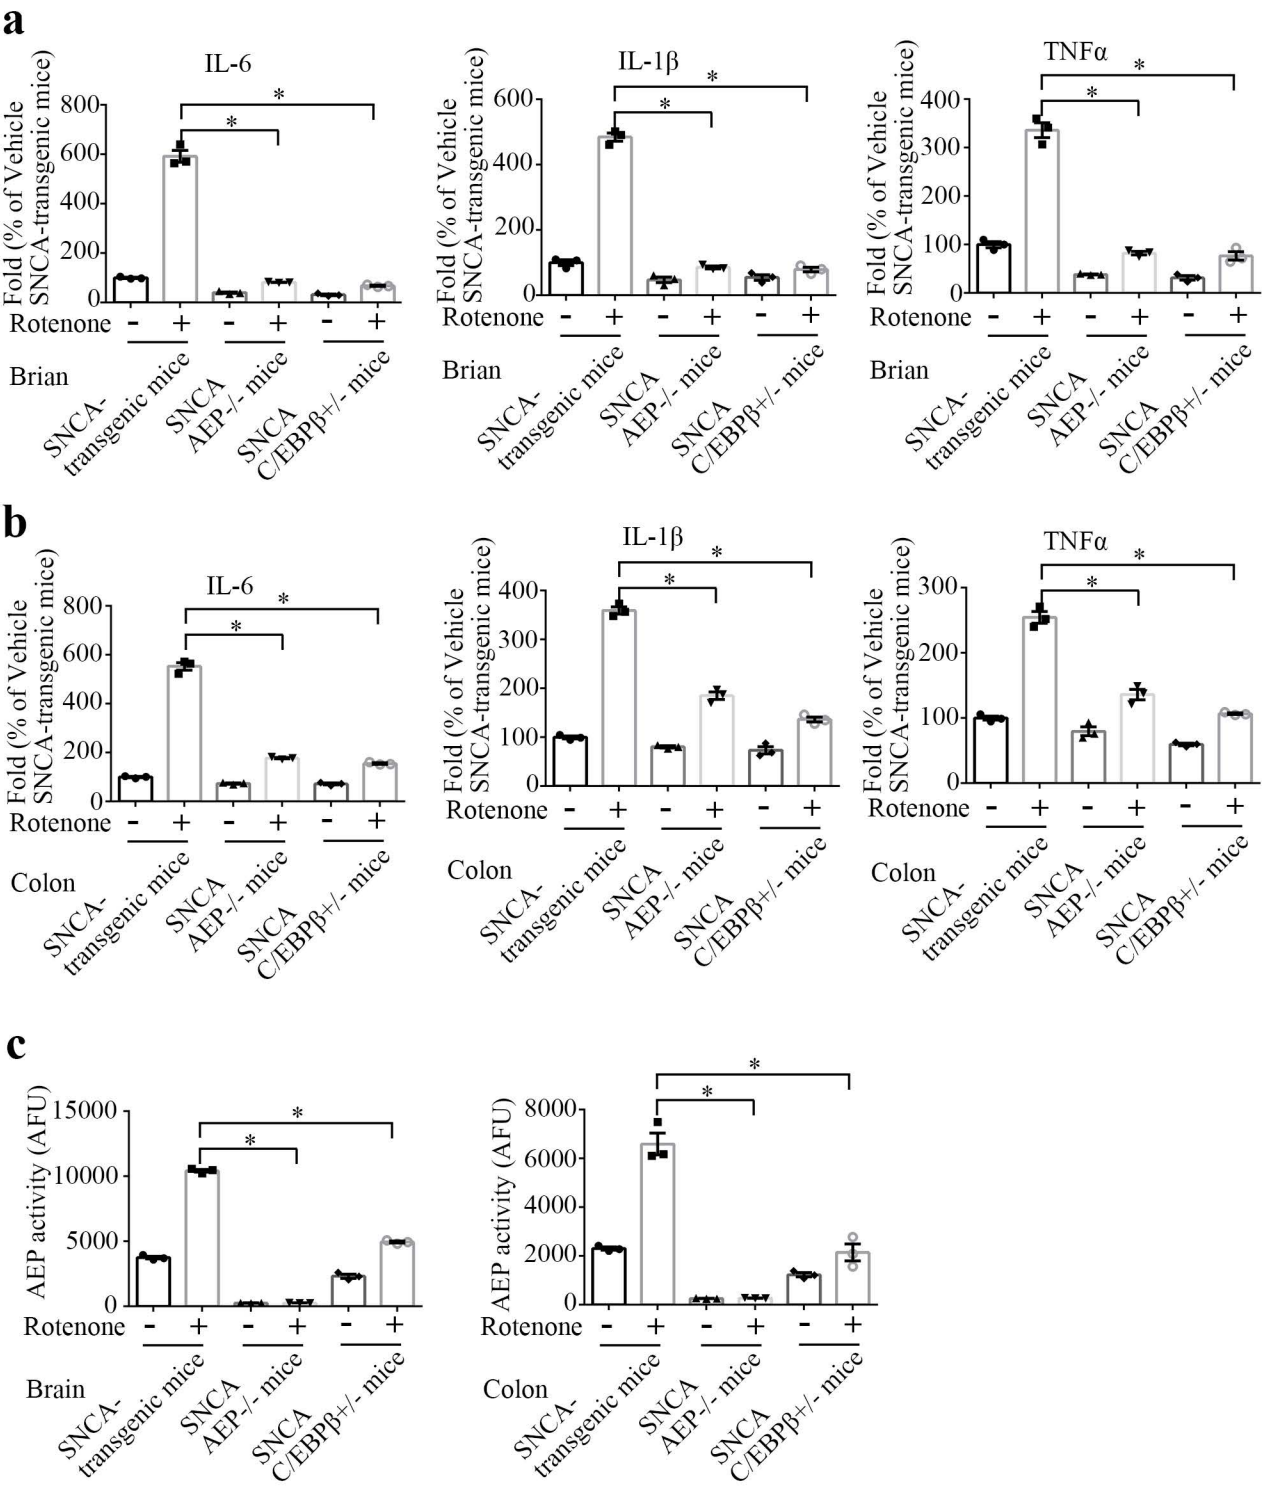 a
IL-6
Fold (% of Vehicle
SNCA-transgenic mice)
800
600
400
200
0
*
*
Rotenone - + - + - +
Brian
SNCA-
transgenic mice
SNCA
AEP-/- mice
SNCA
C/EBPβ+/- mice
IL-1β
Fold (% of Vehicle
SNCA-transgenic mice)
600
400
200
0
*
*
Rotenone - + - + - +
Brian
SNCA-
transgenic mice
SNCA
AEP-/- mice
SNCA
C/EBPβ+/- mice
TNFα
Fold (% of Vehicle
SNCA-transgenic mice)
400
300
200
100
0
*
*
Rotenone - + - + - +
Brian
SNCA-
transgenic mice
SNCA
AEP-/- mice
SNCA
C/EBPβ+/- mice
b
IL-6
Fold (% of Vehicle
SNCA-transgenic mice)
800
600
400
200
0
*
*
Rotenone - + - + - +
Colon
SNCA-
transgenic mice
SNCA
AEP-/- mice
SNCA
C/EBPβ+/- mice
IL-1β
Fold (% of Vehicle
SNCA-transgenic mice)
400
300
200
100
0
*
*
Rotenone - + - + - +
Colon
SNCA-
transgenic mice
SNCA
AEP-/- mice
SNCA
C/EBPβ+/- mice
TNFα
Fold (% of Vehicle
SNCA-transgenic mice)
300
200
100
0
*
*
Rotenone - + - + - +
Colon
SNCA-
transgenic mice
SNCA
AEP-/- mice
SNCA
C/EBPβ+/- mice
c
AEP activity (AFU)
15000
10000
5000
0
*
*
Rotenone - + - + - +
Brain
SNCA-
transgenic mice
SNCA
AEP-/- mice
SNCA
C/EBPβ+/- mice
AEP activity (AFU)
8000
6000
4000
2000
0
*
*
Rotenone - + - + - +
Colon
SNCA-
transgenic mice
SNCA
AEP-/- mice
SNCA
C/EBPβ+/- mice